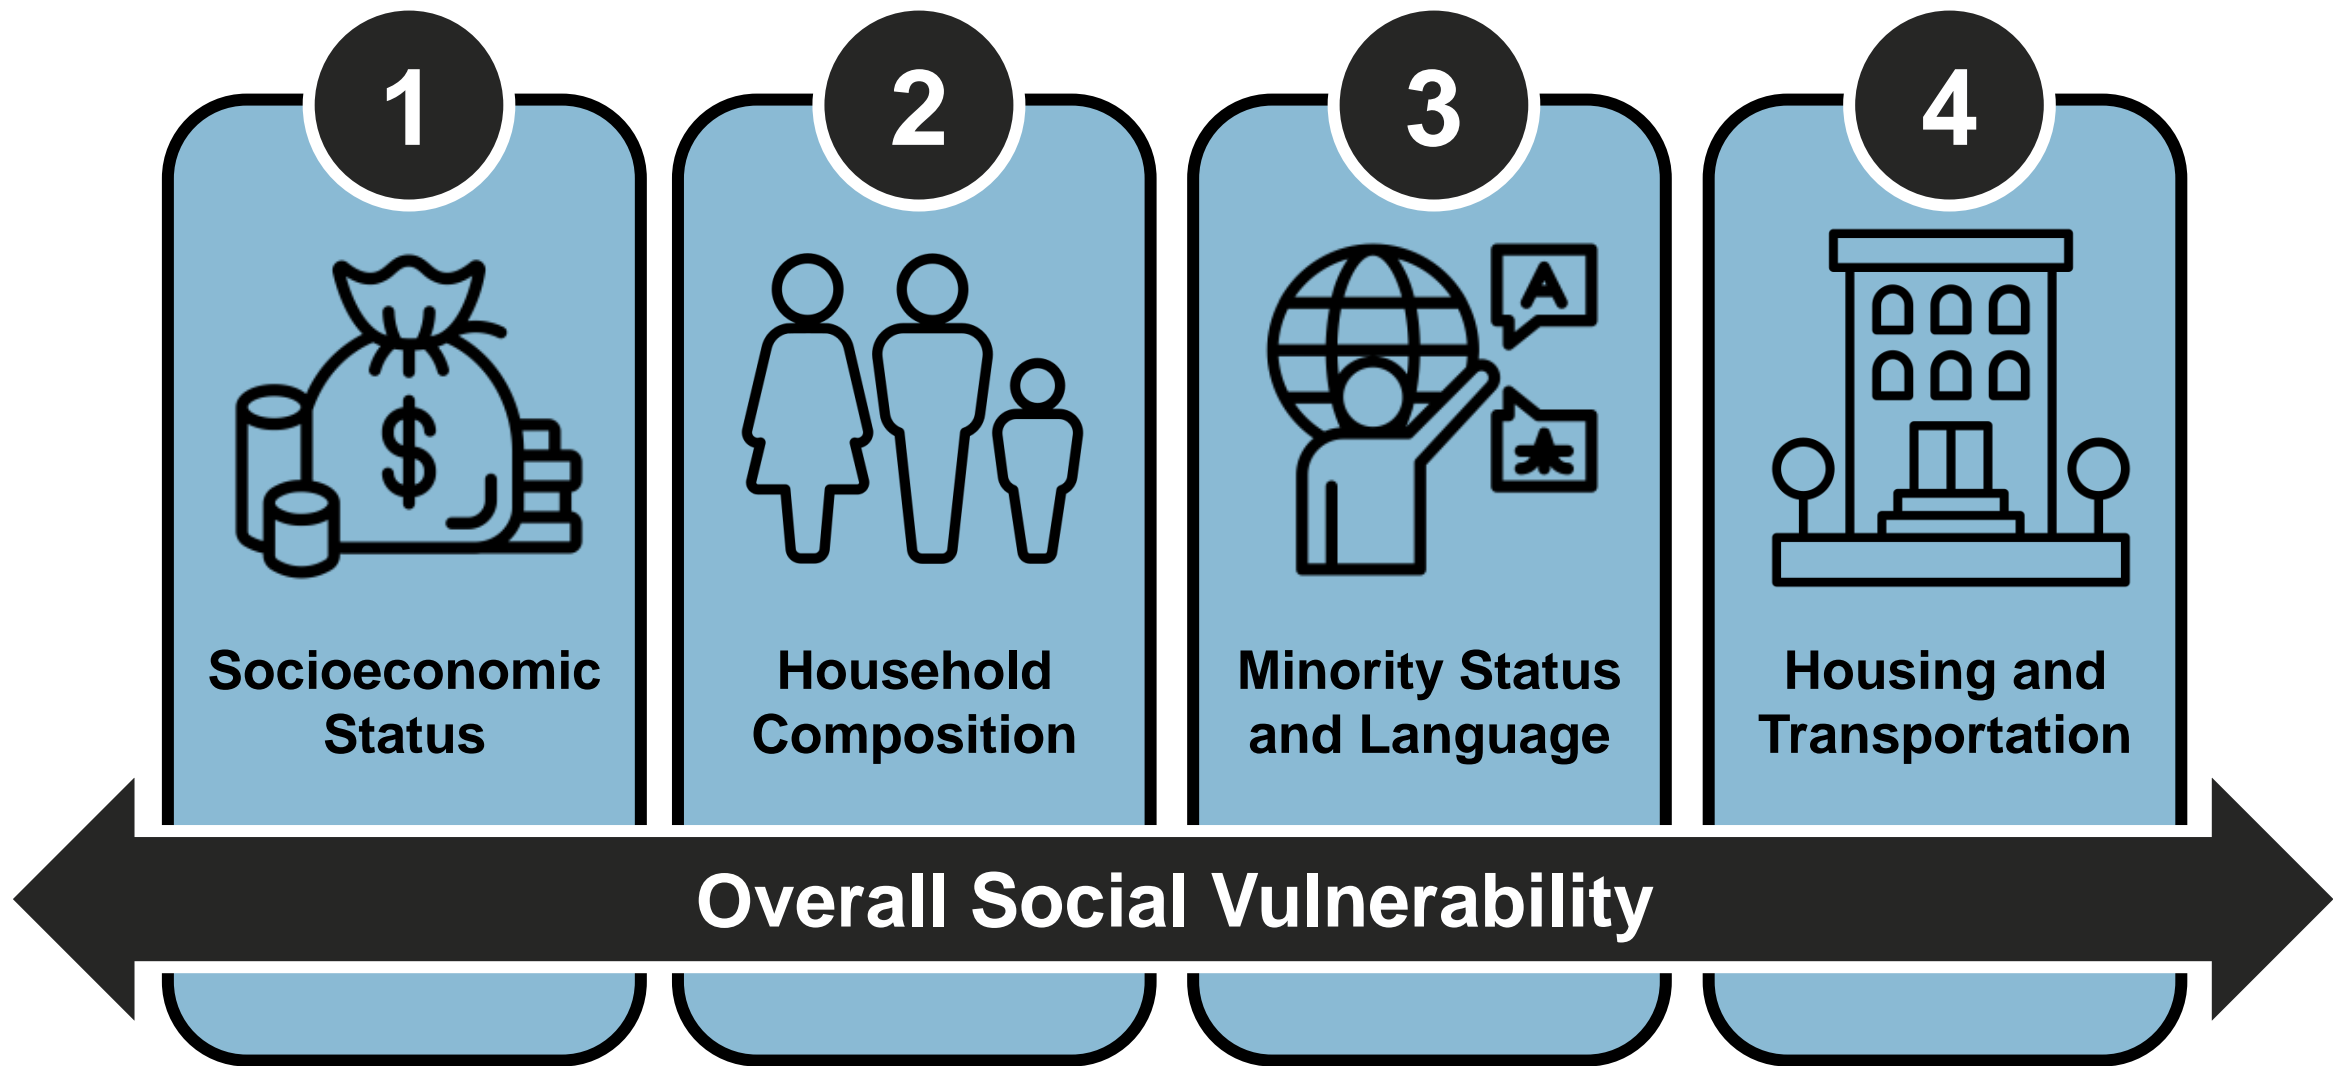 1
2
3
4
$
A
Socioeconomic
Status
Household
Composition
Minority Status
and Language
Housing and
Transportation
Overall Social Vulnerability